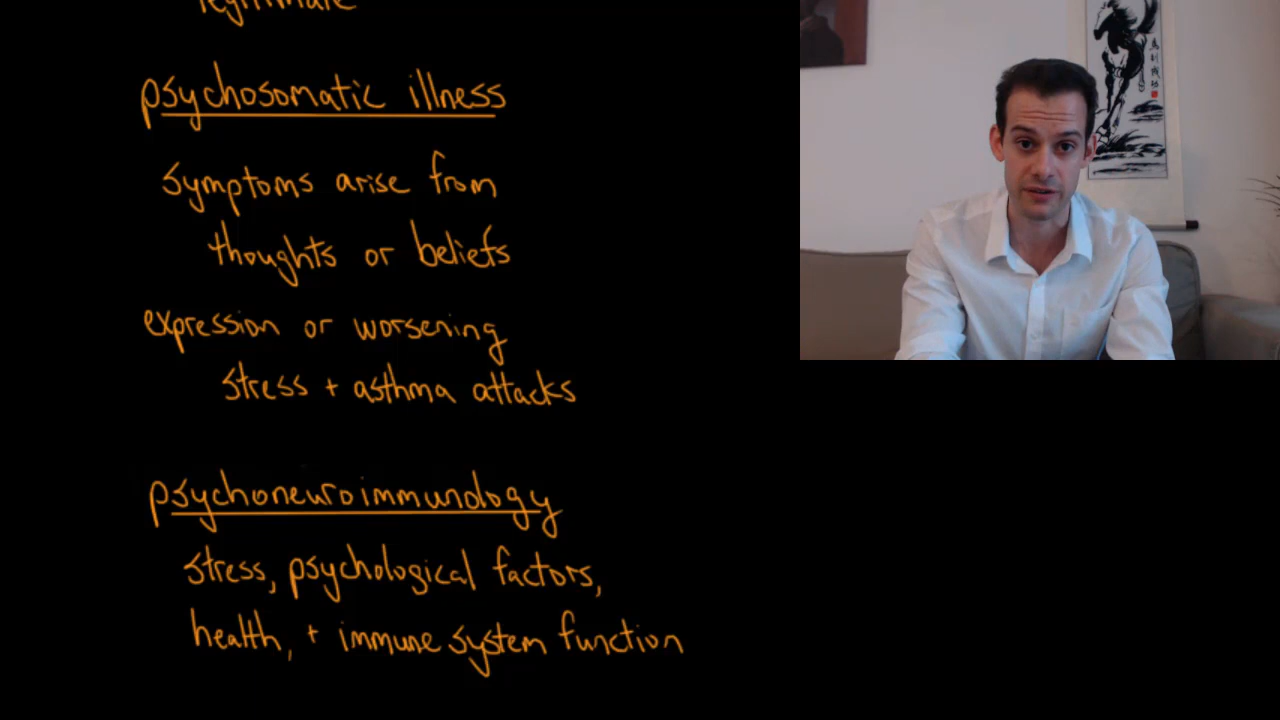 legitimate
psychosomatic illness
symptoms arise from
thoughts or beliefs
expression or worsening
stress + asthma attacks
psychoneuroimmunology
stress, psychological factors,
health, + immune system function